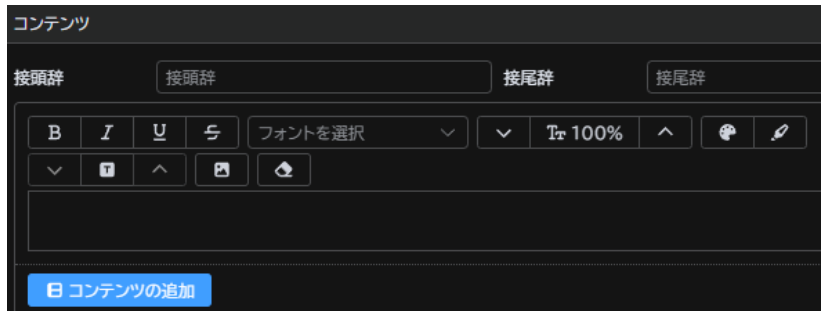 コンテンツ
接頭辞 接頭辞 接尾辞 接尾辞
B I U S フォントを選択 Tт 100%
T
コンテンツの追加